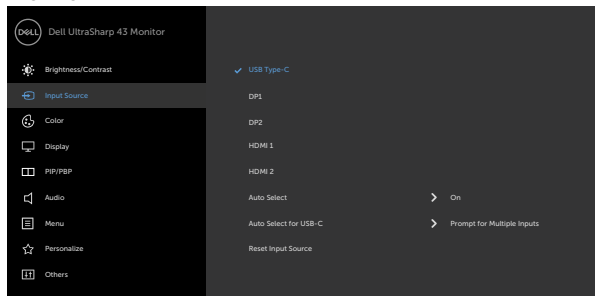 DELL Dell UltraSharp 43 Monitor
Brightness/Contrast
USB Type-C
Input Source
DP1
Color
DP2
Display
HDMI 1
PIP/PBP
HDMI 2
Audio
Auto Select On
Menu
Auto Select for USB-C Prompt for Multiple Inputs
Personalize
Reset Input Source
Others